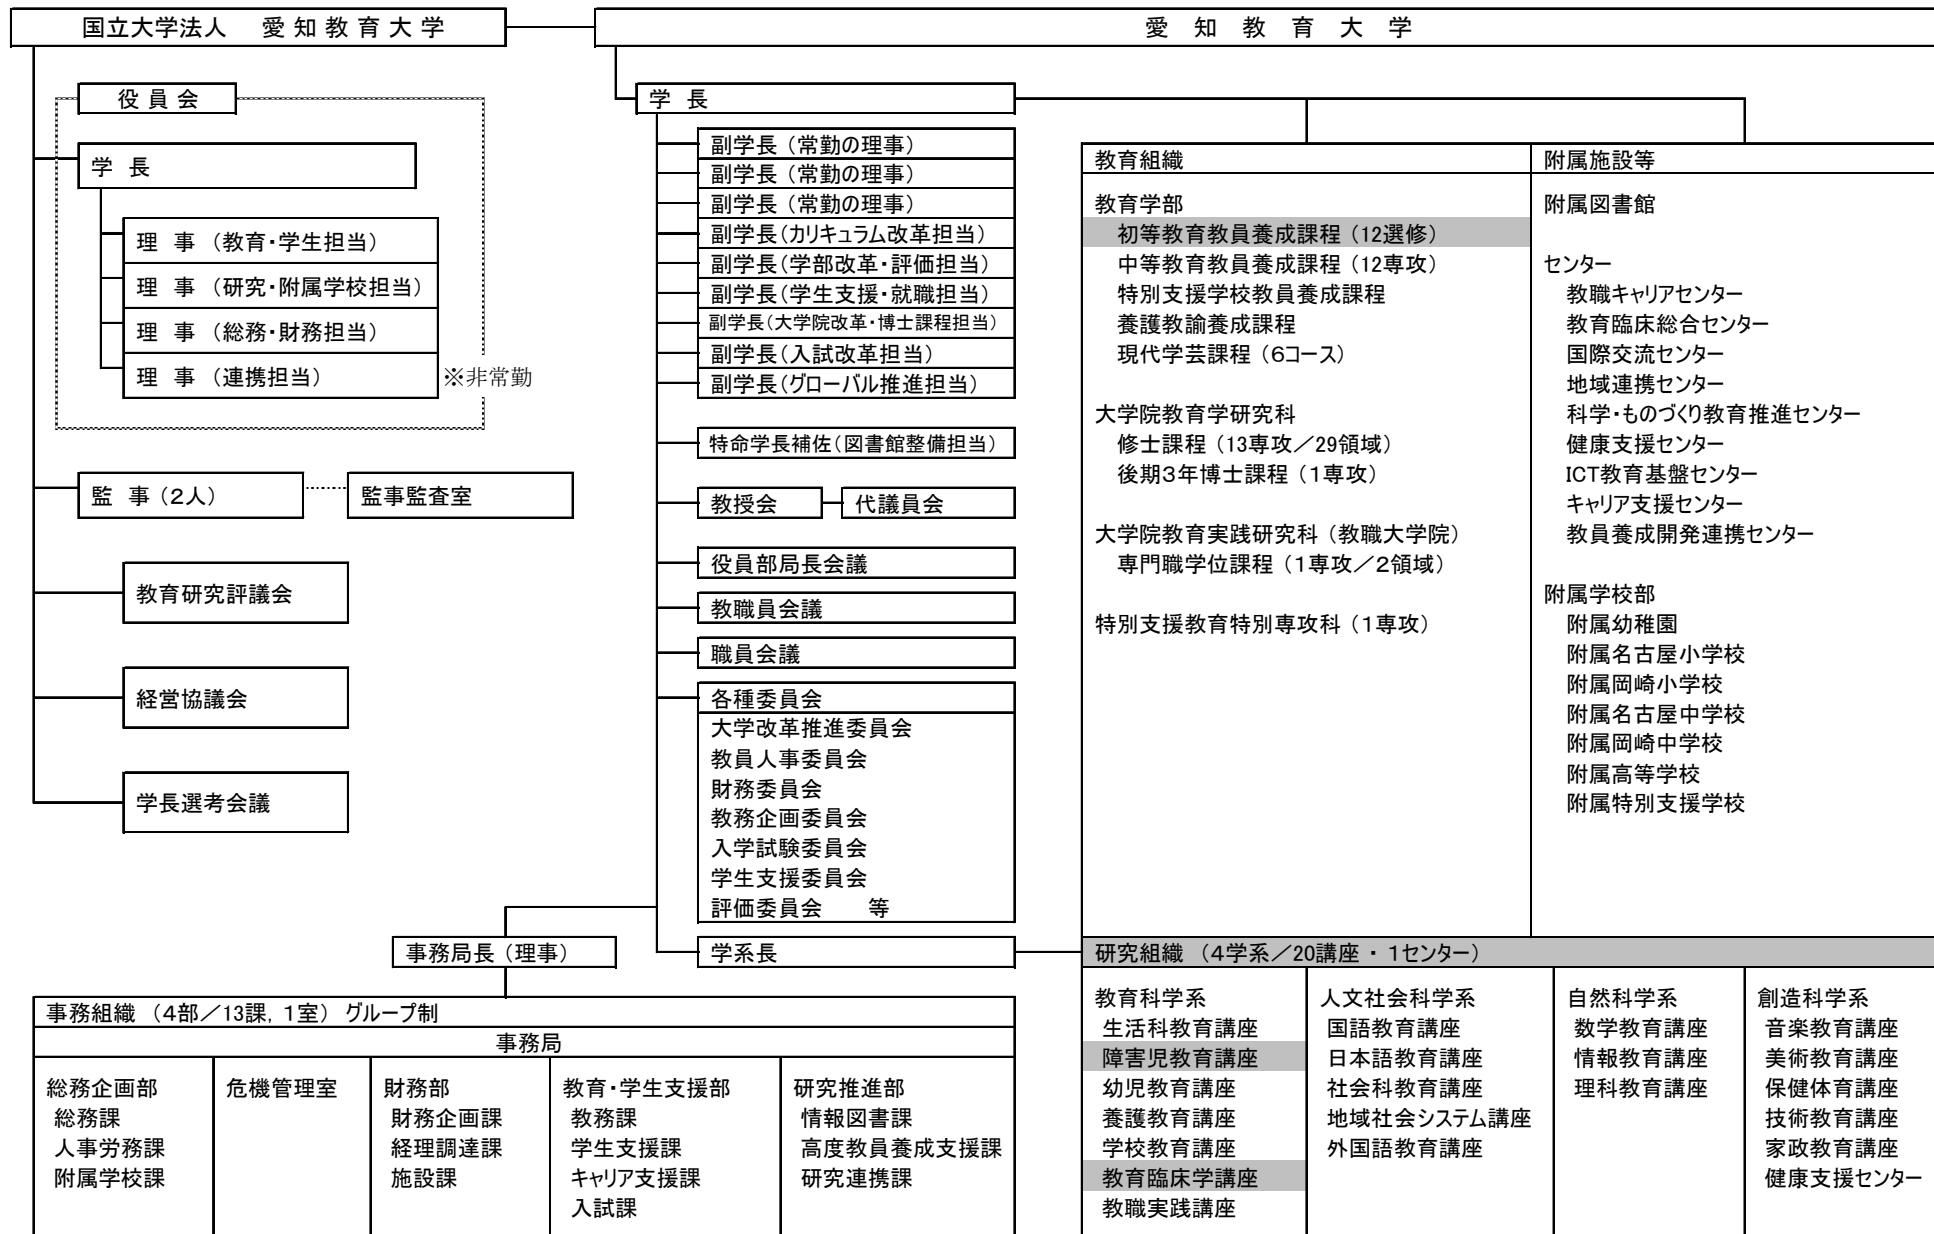 国立大学法人 愛知教育大学
愛知教育大学
役員会
学長
理事（教育・学生担当）
理事（研究・附属学校担当）
理事（総務・財務担当）
理事（連携担当）
※非常勤
監事（2人）
監事監査室
教育研究評議会
経営協議会
学長選考会議
学長
副学長（常勤の理事）
副学長（常勤の理事）
副学長（常勤の理事）
副学長（カリキュラム改革担当）
副学長（学部改革・評価担当）
副学長（学生支援・就職担当）
副学長（大学院改革・博士課程担当）
副学長（入試改革担当）
副学長（グローバル推進担当）
特命学長補佐（図書館整備担当）
教授会
代議員会
役員部局長会議
教職員会議
職員会議
各種委員会
大学改革推進委員会
教員人事委員会
財務委員会
教務企画委員会
入学試験委員会
学生支援委員会
評価委員会 等
学系長
事務局長（理事）
教育組織
教育学部
初等教育教員養成課程（12選修）
中等教育教員養成課程（12専攻）
特別支援学校教員養成課程
養護教諭養成課程
現代学芸課程（6コース）
大学院教育学研究科
修士課程（13専攻／29領域）
後期3年博士課程（1専攻）
大学院教育実践研究科（教職大学院）
専門職学位課程（1専攻／2領域）
特別支援教育特別専攻科（1専攻）
附属施設等
附属図書館
センター
教職キャリアセンター
教育臨床総合センター
国際交流センター
地域連携センター
科学・ものづくり教育推進センター
健康支援センター
ICT教育基盤センター
キャリア支援センター
教員養成開発連携センター
附属学校部
附属幼稚園
附属名古屋小学校
附属岡崎小学校
附属名古屋中学校
附属岡崎中学校
附属高等学校
附属特別支援学校
研究組織（4学系／20講座・1センター）
教育科学系
生活科教育講座
障害児教育講座
幼児教育講座
養護教育講座
学校教育講座
教育臨床学講座
教職実践講座
人文社会科学系
国語教育講座
日本語教育講座
社会科教育講座
地域社会システム講座
外国語教育講座
自然科学系
数学教育講座
情報教育講座
理科教育講座
創造科学系
音楽教育講座
美術教育講座
保健体育講座
技術教育講座
家政教育講座
健康支援センター
事務組織（4部／13課，1室）グループ制
事務局
総務企画部
総務課
人事労務課
附属学校課
危機管理室
財務部
財務企画課
経理調達課
施設課
教育・学生支援部
教務課
学生支援課
キャリア支援課
入試課
研究推進部
情報図書課
高度教員養成支援課
研究連携課